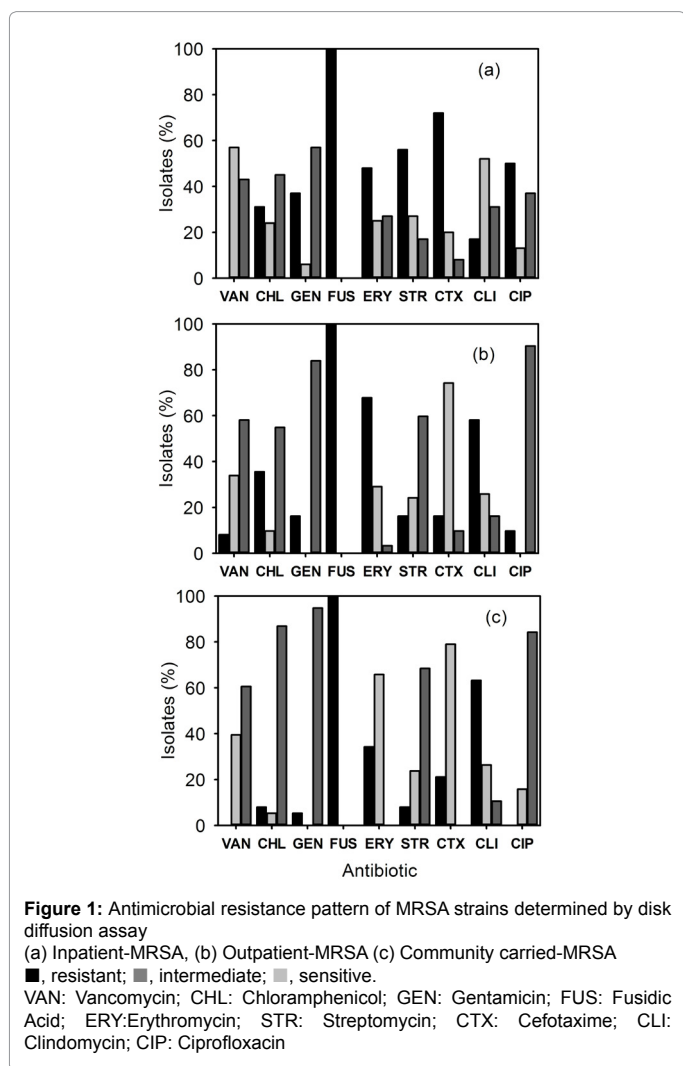 100
80
60
40
20
0
Isolates (%)
(a)
VAN CHL GEN FUS ERY STR CTX CLI CIP
100
80
60
40
20
0
Isolates (%)
(b)
VAN CHL GEN FUS ERY STR CTX CLI CIP
100
80
60
40
20
0
Isolates (%)
(c)
VAN CHL GEN FUS ERY STR CTX CLI CIP
Antibiotic
Figure 1: Antimicrobial resistance pattern of MRSA strains determined by disk
diffusion assay
(a) Inpatient-MRSA, (b) Outpatient-MRSA (c) Community carried-MRSA
■, resistant; ■, intermediate; ■, sensitive.
VAN: Vancomycin; CHL: Chloramphenicol; GEN: Gentamicin; FUS: Fusidic
Acid; ERY:Erythromycin; STR: Streptomycin; CTX: Cefotaxime; CLI:
Clindomycin; CIP: Ciprofloxacin